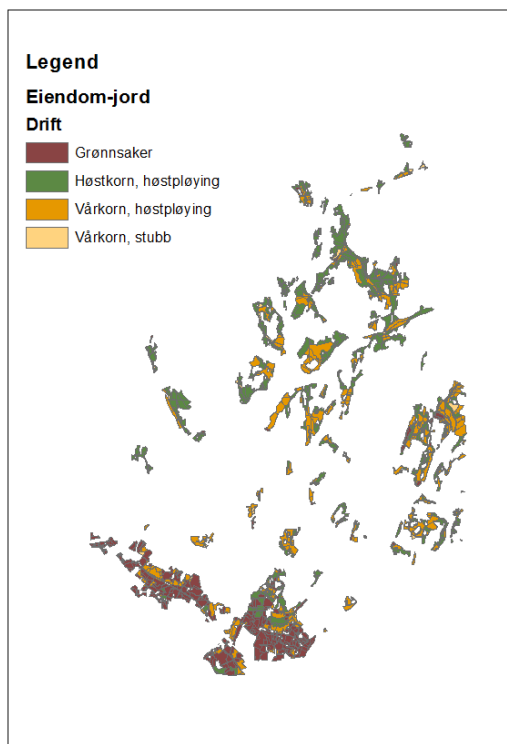 Legend
Eiendom-jord
Drift
Grønnsaker
Høstkorn, høstpløying
Vårkorn, høstpløying
Vårkorn, stubb